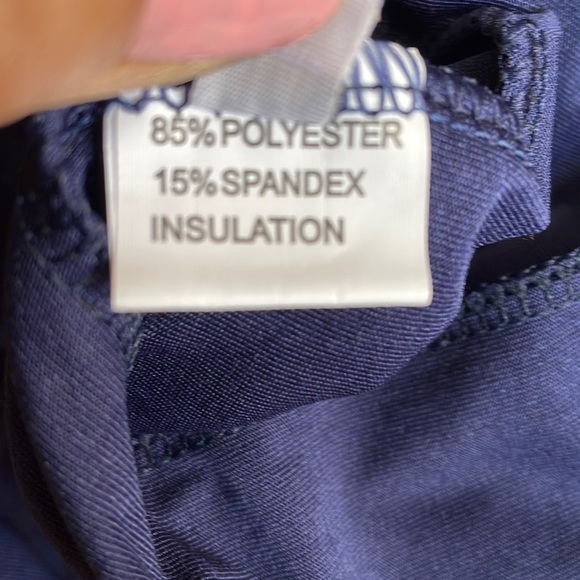 85% POLYESTER
15% SPANDEX
INSULATION